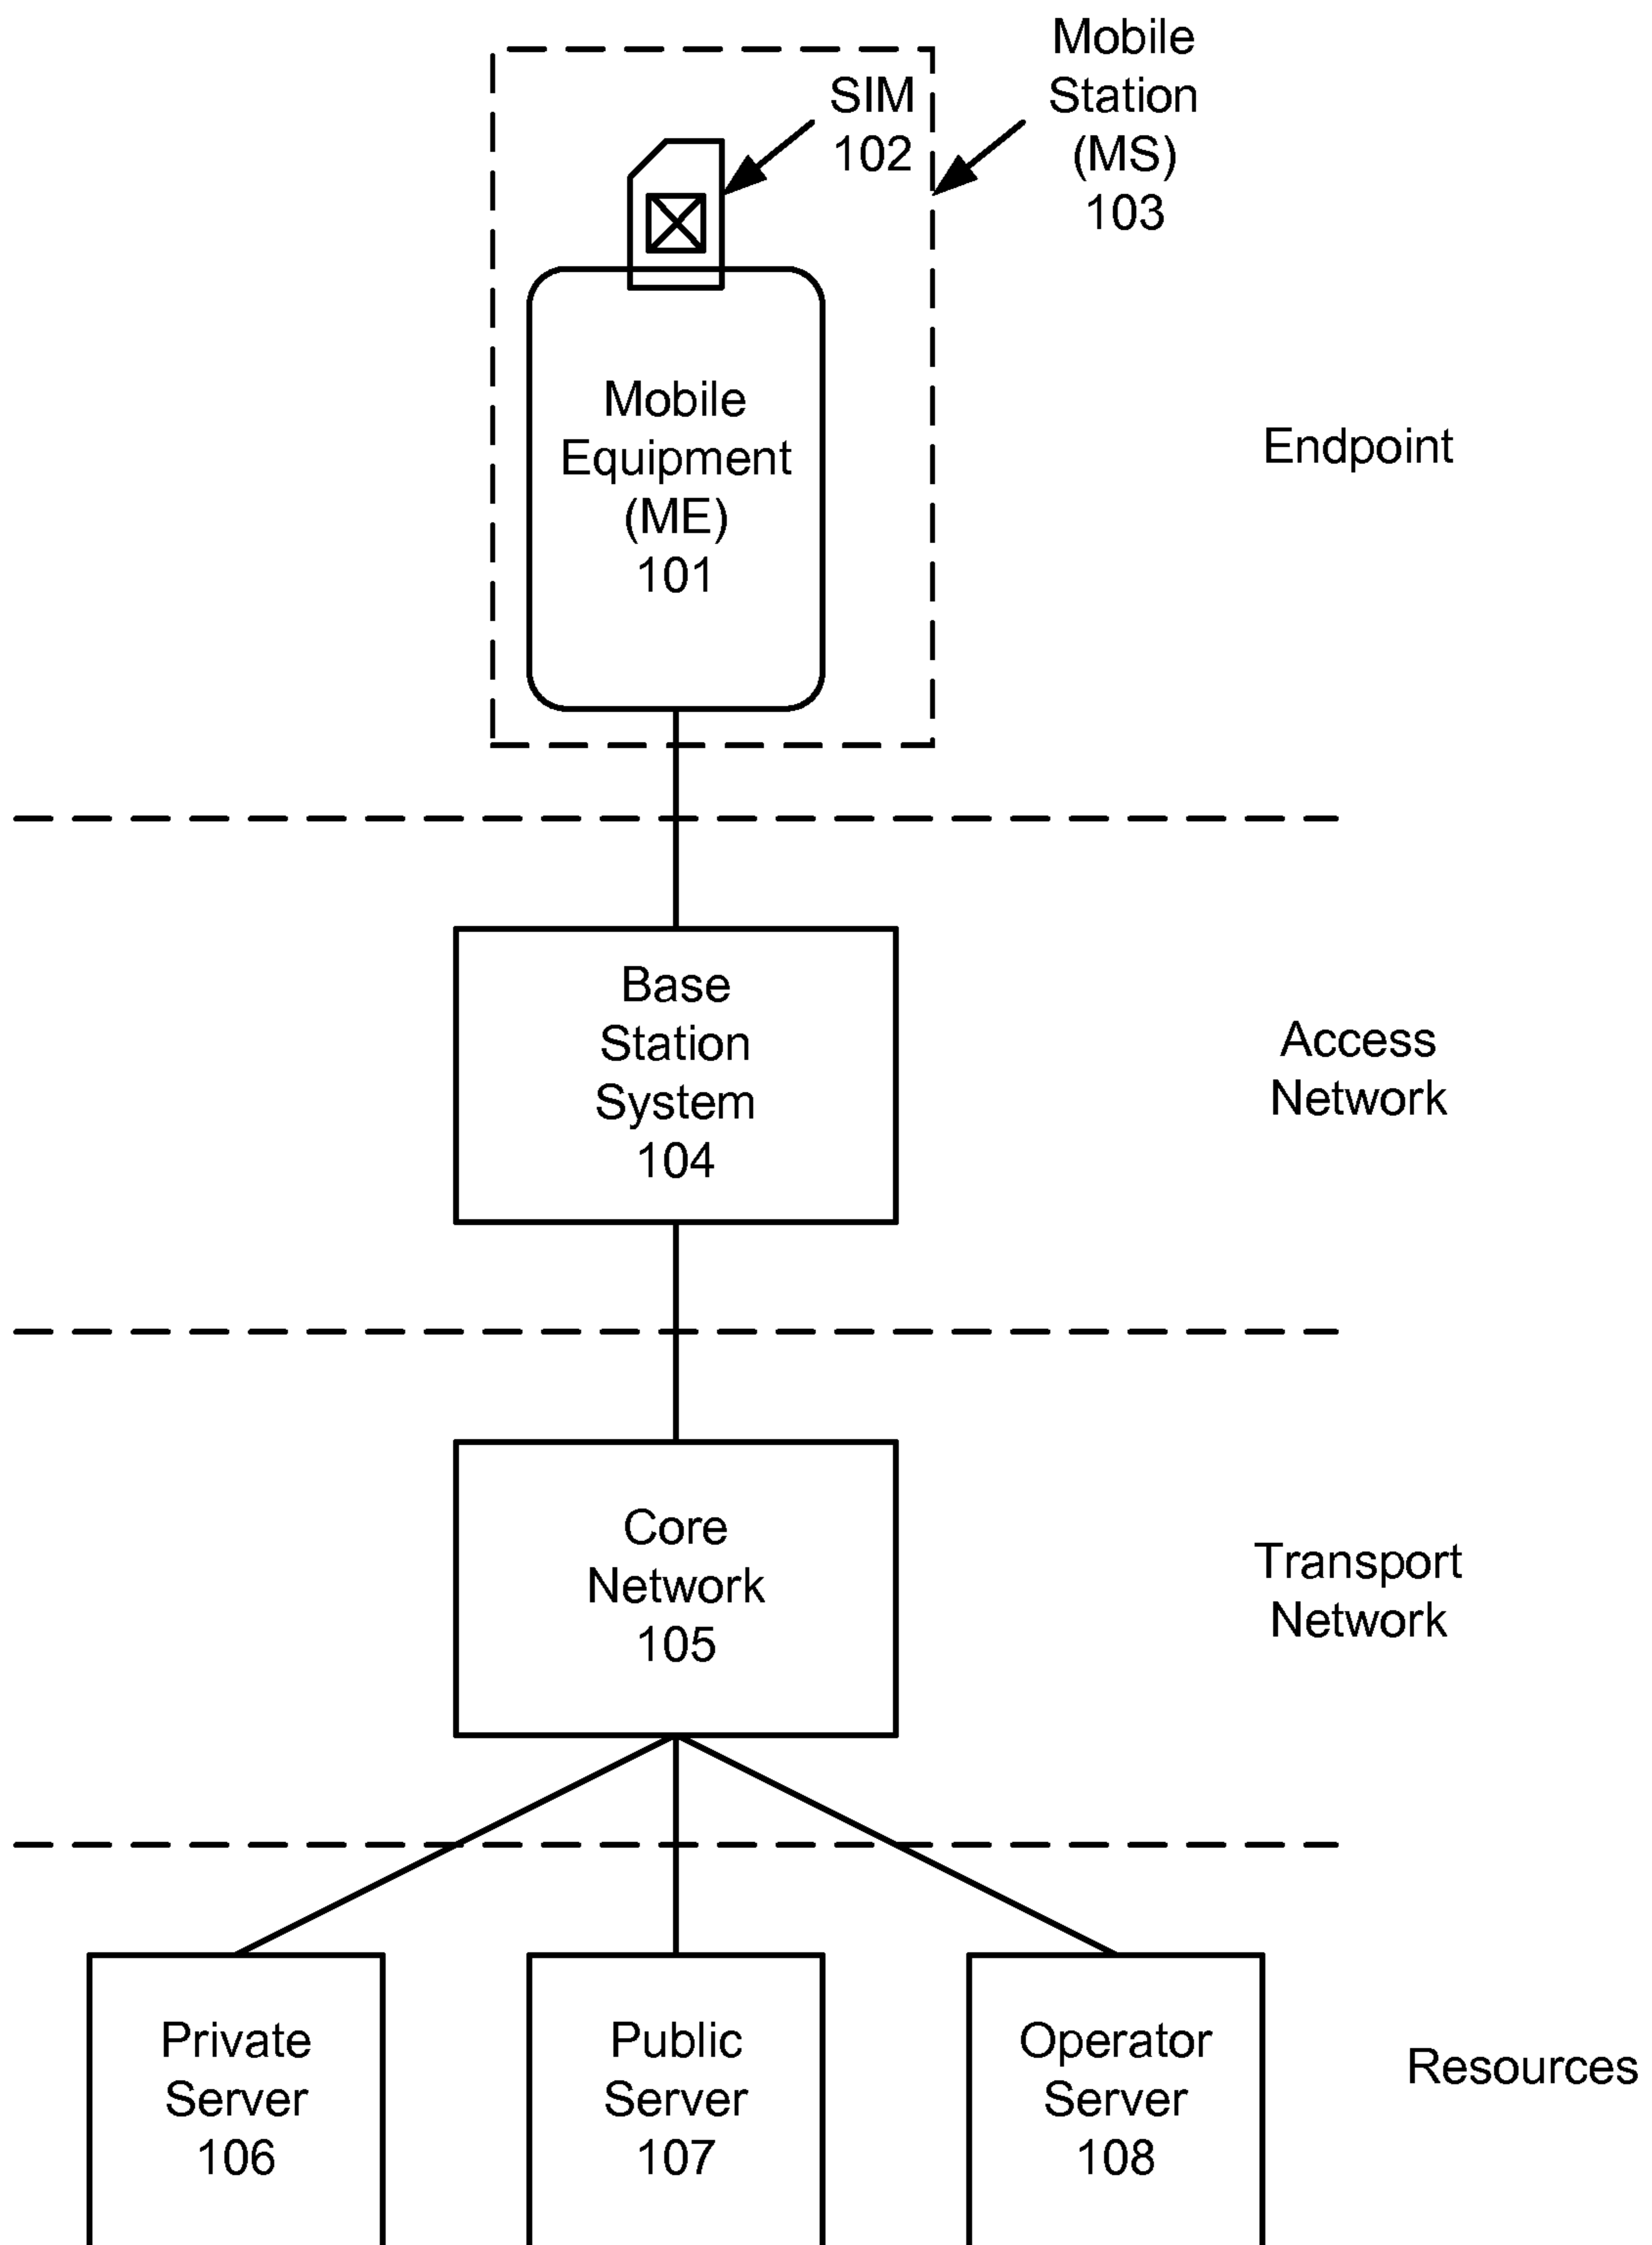 Mobile
Station
(MS)
103
SIM
102
Mobile
Equipment
(ME)
101
Endpoint
Base
Station
System
104
Access
Network
Core
Network
105
Transport
Network
Private
Server
106
Public
Server
107
Operator
Server
108
Resources